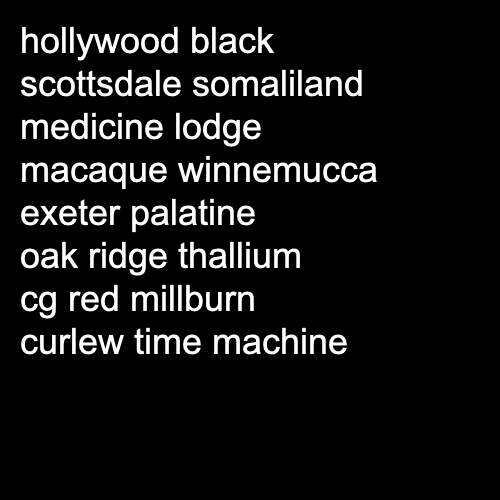 hollywood black
scottsdale somaliland
medicine lodge
macaque winnemucca
exeter palatine
oak ridge thallium
cg red millburn
curlew time machine